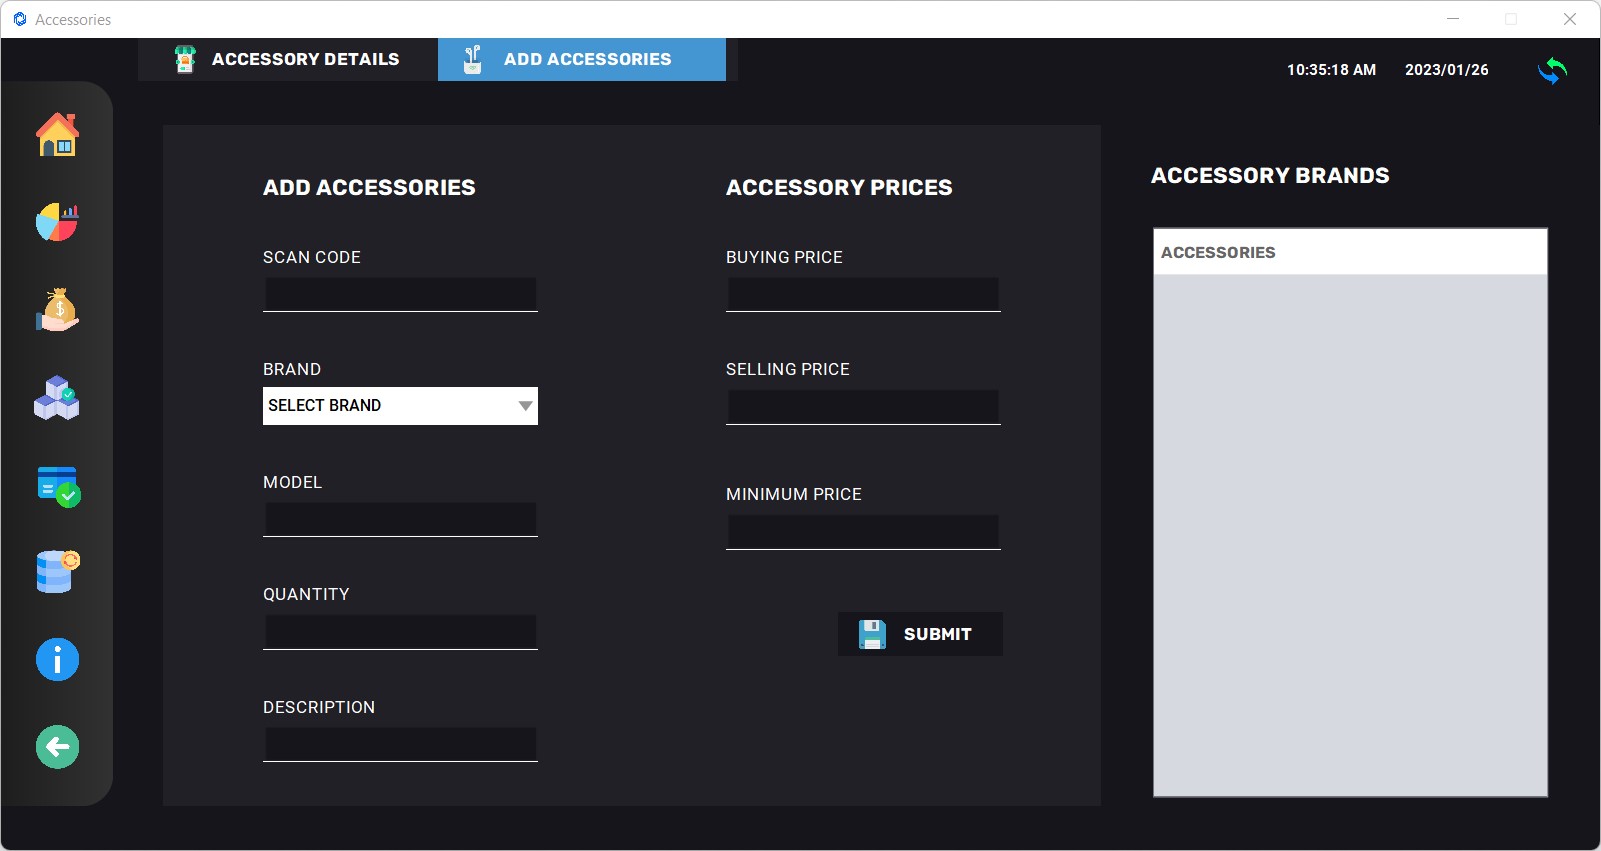 Accessories
ACCESSORY DETAILS
ADD ACCESSORIES
10:35:18 AM 2023/01/26
ADD ACCESSORIES
SCAN CODE
BRAND
SELECT BRAND
MODEL
QUANTITY
DESCRIPTION
ACCESSORY PRICES
BUYING PRICE
SELLING PRICE
MINIMUM PRICE
SUBMIT
ACCESSORY BRANDS
ACCESSORIES